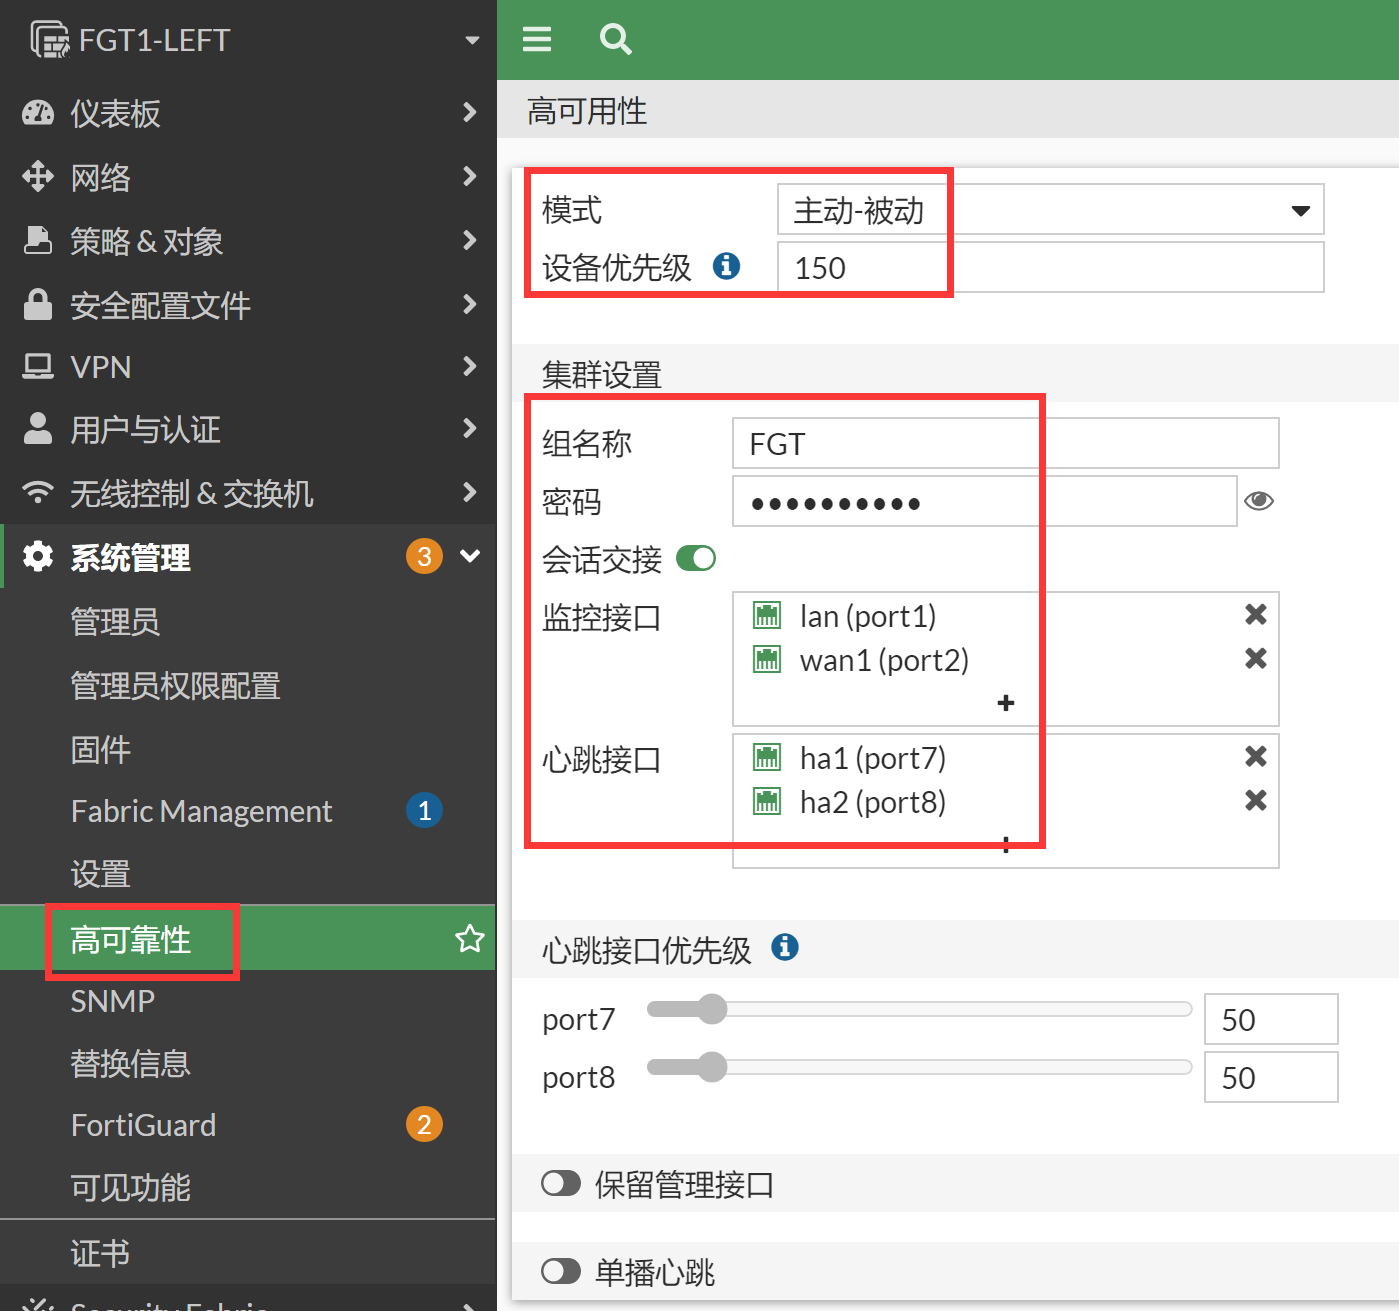 FGT1-LEFT
仪表板
网络
策略 & 对象
安全配置文件
VPN
用户与认证
无线控制 & 交换机
系统管理 3
管理员
管理员权限配置
固件
Fabric Management 1
设置
高可靠性
SNMP
替换信息
FortiGuard 2
可见功能
证书
Security Fabric
高可用性
模式 主动-被动
设备优先级 150
集群设置
组名称 FGT
密码 ●●●●●●●●●●
会话交接
监控接口 lan (port1)
wan1 (port2)
心跳接口 ha1 (port7)
ha2 (port8)
心跳接口优先级
port7 50
port8 50
保留管理接口
单播心跳